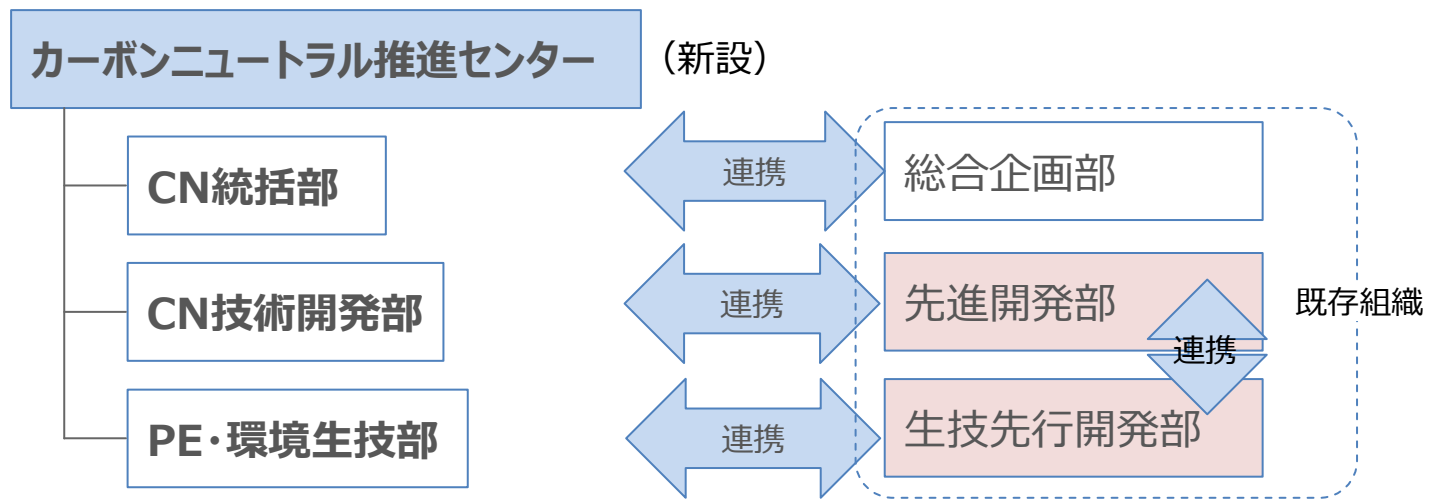 カーボンニュートラル推進センター
（新設）
CN統括部
連携
総合企画部
CN技術開発部
連携
先進開発部
既存組織
連携
PE・環境生技部
連携
生技先行開発部